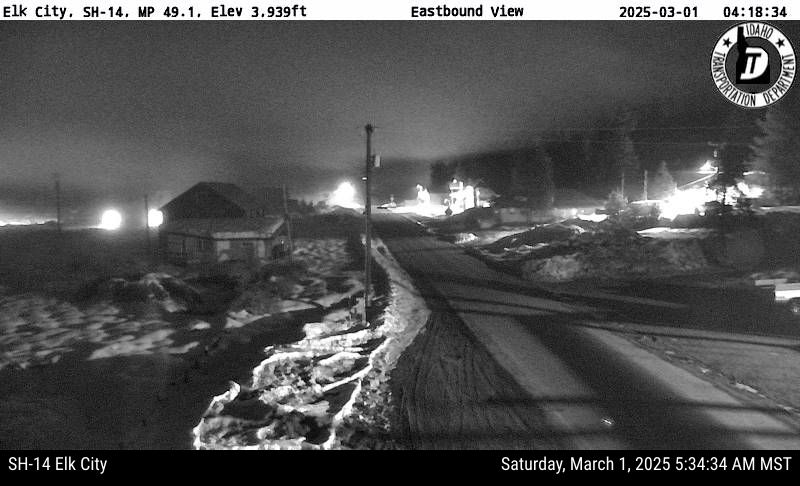 Elk City, SH-14, MP 49.1, Elev 3,939ft Eastbound View 2025-03-01 04:18:34
IDAHO
TRANSPORTATION DEPARTMENT
SH-14 Elk City Saturday, March 1, 2025 5:34:34 AM MST